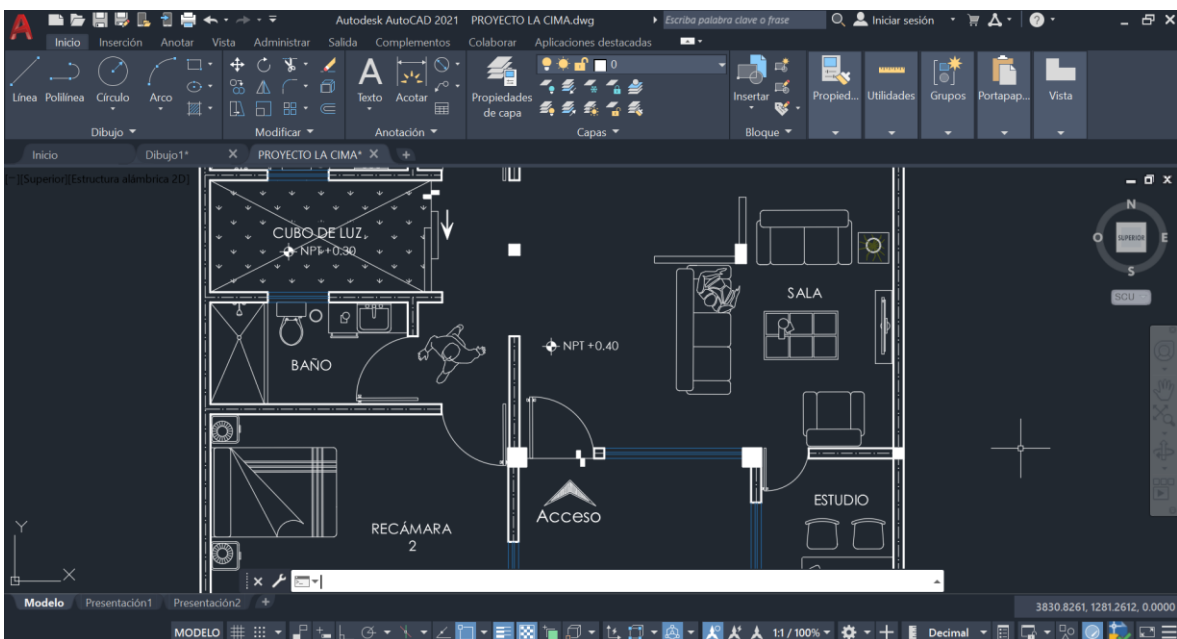 Autodesk AutoCAD 2021 PROYECTO LA CIMA.dwg
Escriba palabra clave o frase
Iniciar sesión
Inicio Inserción Anotar Vista Administrar Salida Complementos Colaborar Aplicaciones destacadas
0
Línea Polilínea Círculo Arco
Texto Acotar
Propiedades de capa
Insertar
Propied... Utilidades Grupos Portapap... Vista
Dibujo Modificar Anotación Capas Bloque
Inicio Dibujo1* PROYECTO LA CIMA*
[−][Superior][Estructura alámbrica 2D]
N
O SUPERIOR E
S
SCU
CUBO DE LUZ
NPT+0.30
SALA
NPT +0,40
BAÑO
ESTUDIO
Acceso
RECÁMARA
2
Y
X
Modelo Presentación1 Presentación2
3830.8261, 1281.2612, 0.0000
MODELO 1:1 / 100% Decimal